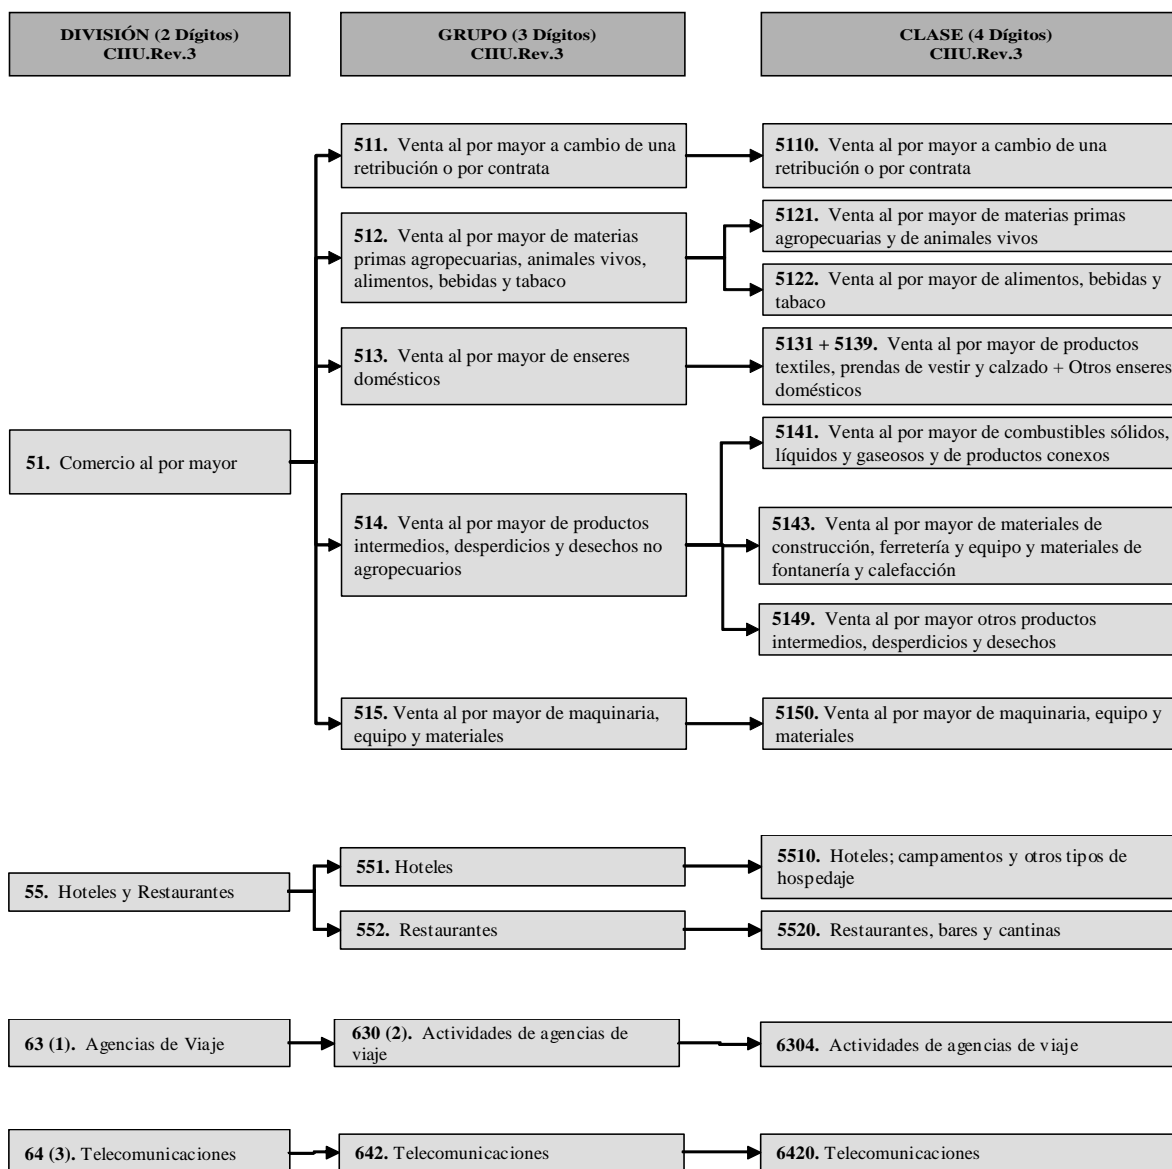 DIVISIÓN (2 Dígitos)
CIIU.Rev.3
GRUPO (3 Dígitos)
CIIU.Rev.3
CLASE (4 Dígitos)
CIIU.Rev.3
51. Comercio al por mayor
511. Venta al por mayor a cambio de una
retribución o por contrata
5110. Venta al por mayor a cambio de una
retribución o por contrata
512. Venta al por mayor de materias
primas agropecuarias, animales vivos,
alimentos, bebidas y tabaco
5121. Venta al por mayor de materias primas
agropecuarias y de animales vivos
5122. Venta al por mayor de alimentos, bebidas y
tabaco
513. Venta al por mayor de enseres
domésticos
5131 + 5139. Venta al por mayor de productos
textiles, prendas de vestir y calzado + Otros enseres
domésticos
514. Venta al por mayor de productos
intermedios, desperdicios y desechos no
agropecuarios
5141. Venta al por mayor de combustibles sólidos,
líquidos y gaseosos y de productos conexos
5143. Venta al por mayor de materiales de
construcción, ferretería y equipo y materiales de
fontanería y calefacción
5149. Venta al por mayor otros productos
intermedios, desperdicios y desechos
515. Venta al por mayor de maquinaria,
equipo y materiales
5150. Venta al por mayor de maquinaria, equipo y
materiales
55. Hoteles y Restaurantes
551. Hoteles
5510. Hoteles; campamentos y otros tipos de
hospedaje
552. Restaurantes
5520. Restaurantes, bares y cantinas
63 (1). Agencias de Viaje
630 (2). Actividades de agencias de
viaje
6304. Actividades de agencias de viaje
64 (3). Telecomunicaciones
642. Telecomunicaciones
6420. Telecomunicaciones